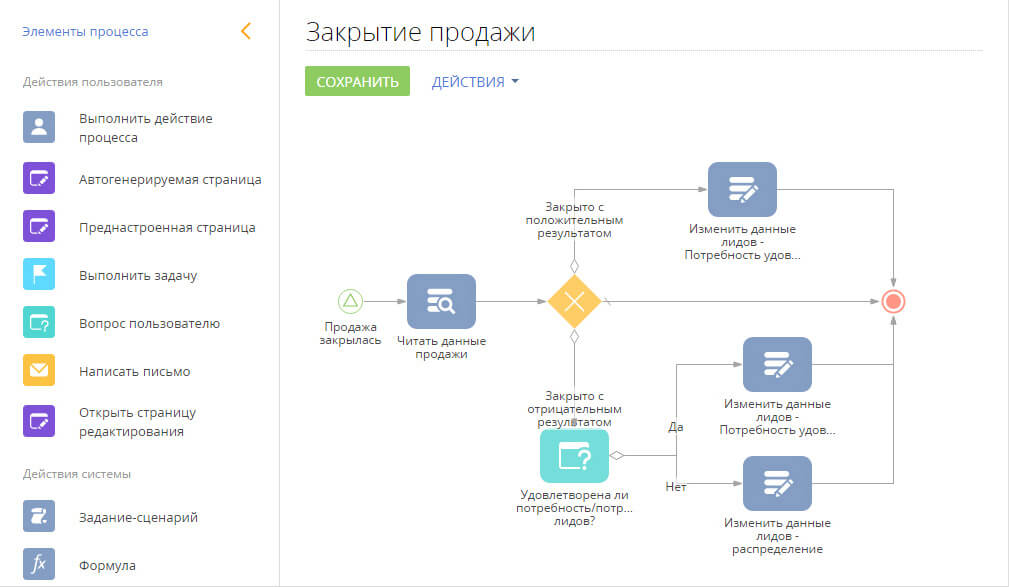 Элементы процесса
Действия пользователя
Выполнить действие
процесса
Автогенерируемая страница
Преднастроенная страница
Выполнить задачу
Вопрос пользователю
Написать письмо
Открыть страницу
редактирования
Действия системы
Задание-сценарий
fx Формула
Закрытие продажи
СОХРАНИТЬ ДЕЙСТВИЯ
Закрыто с
положительным
результатом
Изменить данные
лидов -
Потребность удов...
Продажа
закрылась
Читать данные
продажи
Закрыто с
отрицательным
результатом
Удовлетворена ли
потребность/потр...
лидов?
Да
Изменить данные
лидов -
Потребность удов...
Нет
Изменить данные
лидов -
распределение